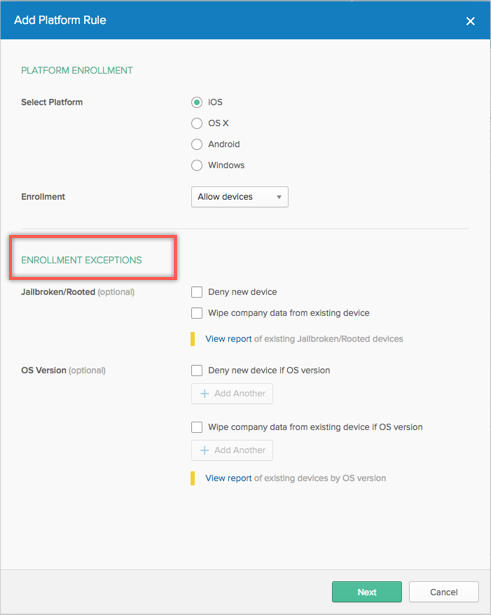 Add Platform Rule
PLATFORM ENROLLMENT
Select Platform
iOS
OS X
Android
Windows
Enrollment
Allow devices
ENROLLMENT EXCEPTIONS
Jailbroken/Rooted (optional)
Deny new device
Wipe company data from existing device
View report of existing Jailbroken/Rooted devices
OS Version (optional)
Deny new device if OS version
+ Add Another
Wipe company data from existing device if OS version
+ Add Another
View report of existing devices by OS version
Next
Cancel